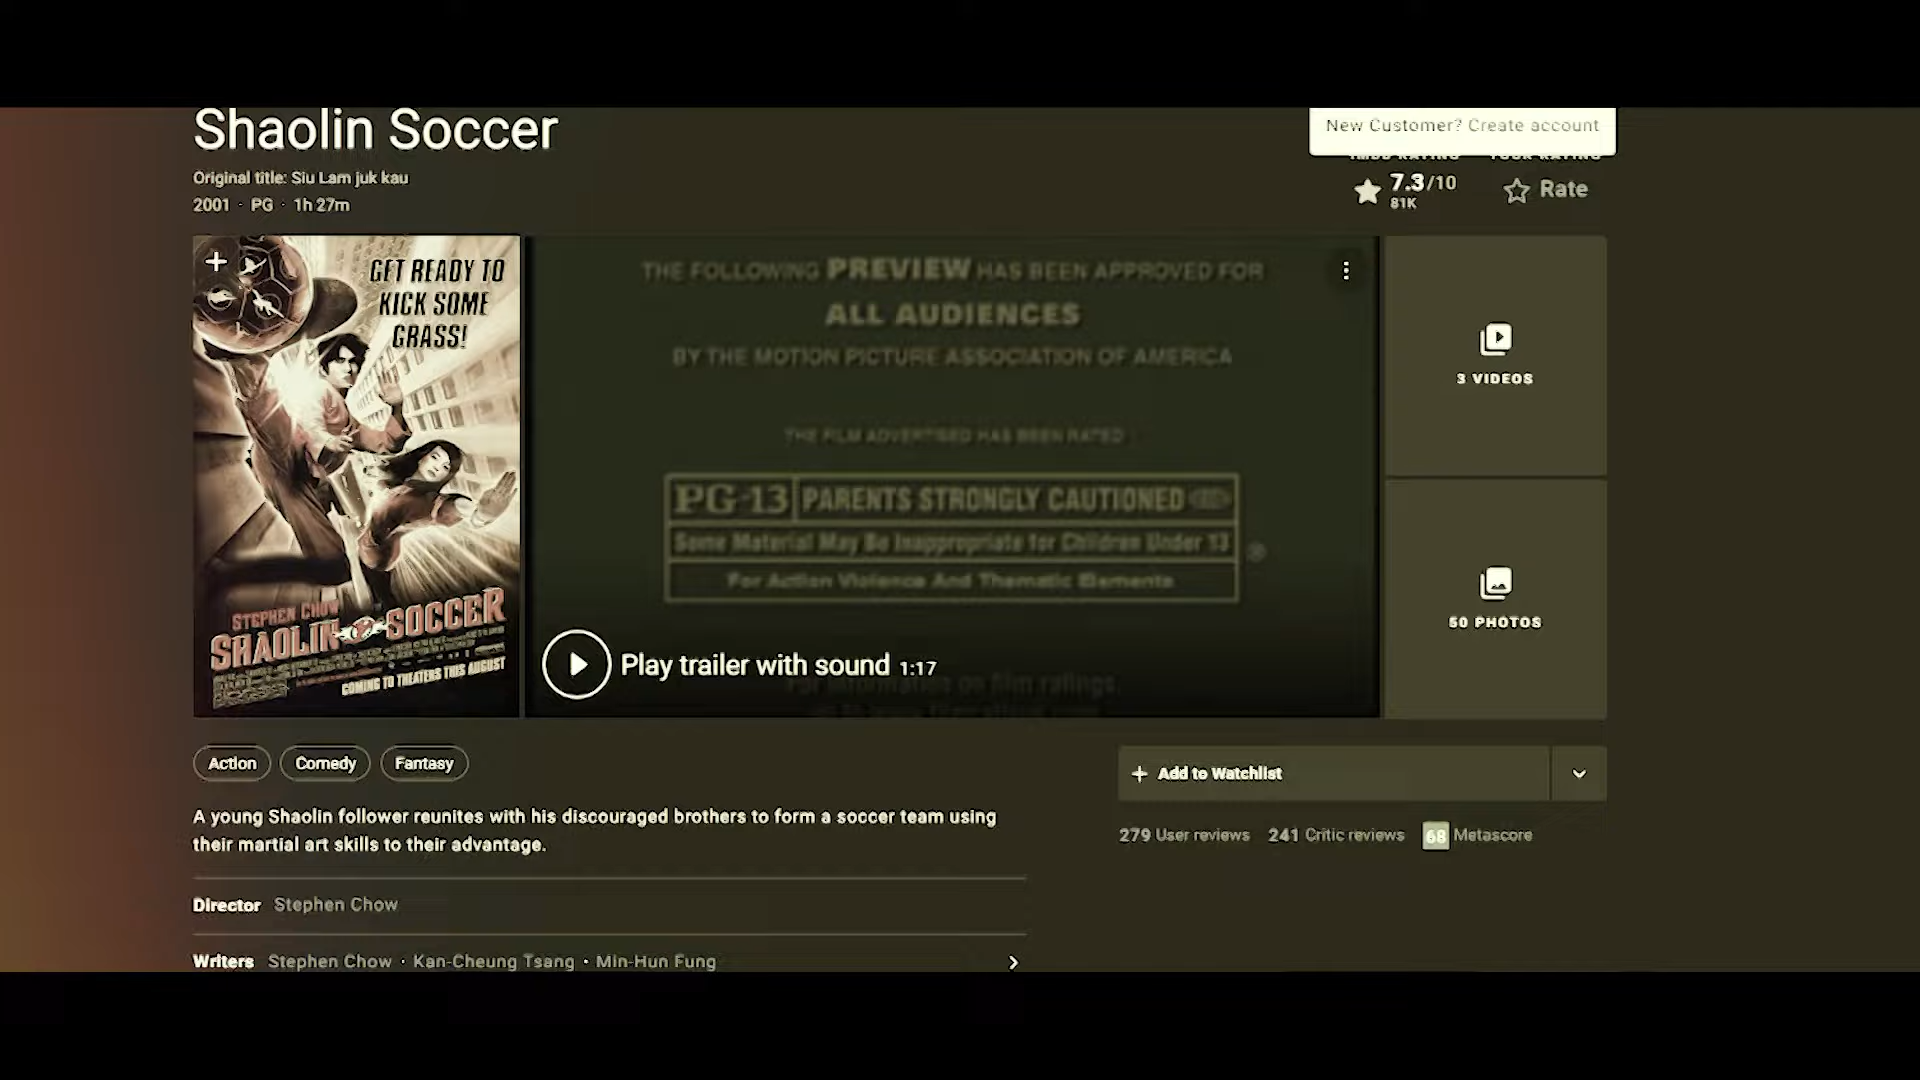 Shaolin Soccer
New Customer? Create account
Original title: Siu Lam juk kau
2001 · PG · 1h 27m
7.3/10
81K
Rate
GET READY TO
KICK SOME
GRASS!
STEPHEN CHOW
SHAOLIN SOCCER
COMING TO THEATERS THIS AUGUST
THE FOLLOWING PREVIEW HAS BEEN APPROVED FOR
ALL AUDIENCES
BY THE MOTION PICTURE ASSOCIATION OF AMERICA
THE FILM ADVERTISED HAS BEEN RATED
PG-13 PARENTS STRONGLY CAUTIONED
Some Material May Be Inappropriate for Children Under 13
For Action Violence And Thematic Elements
Play trailer with sound 1:17
For information on film ratings
3 VIDEOS
50 PHOTOS
Action Comedy Fantasy
A young Shaolin follower reunites with his discouraged brothers to form a soccer team using
their martial art skills to their advantage.
Director Stephen Chow
Writers Stephen Chow · Kan-Cheung Tsang · Min-Hun Fung
+ Add to Watchlist
279 User reviews 241 Critic reviews 68 Metascore